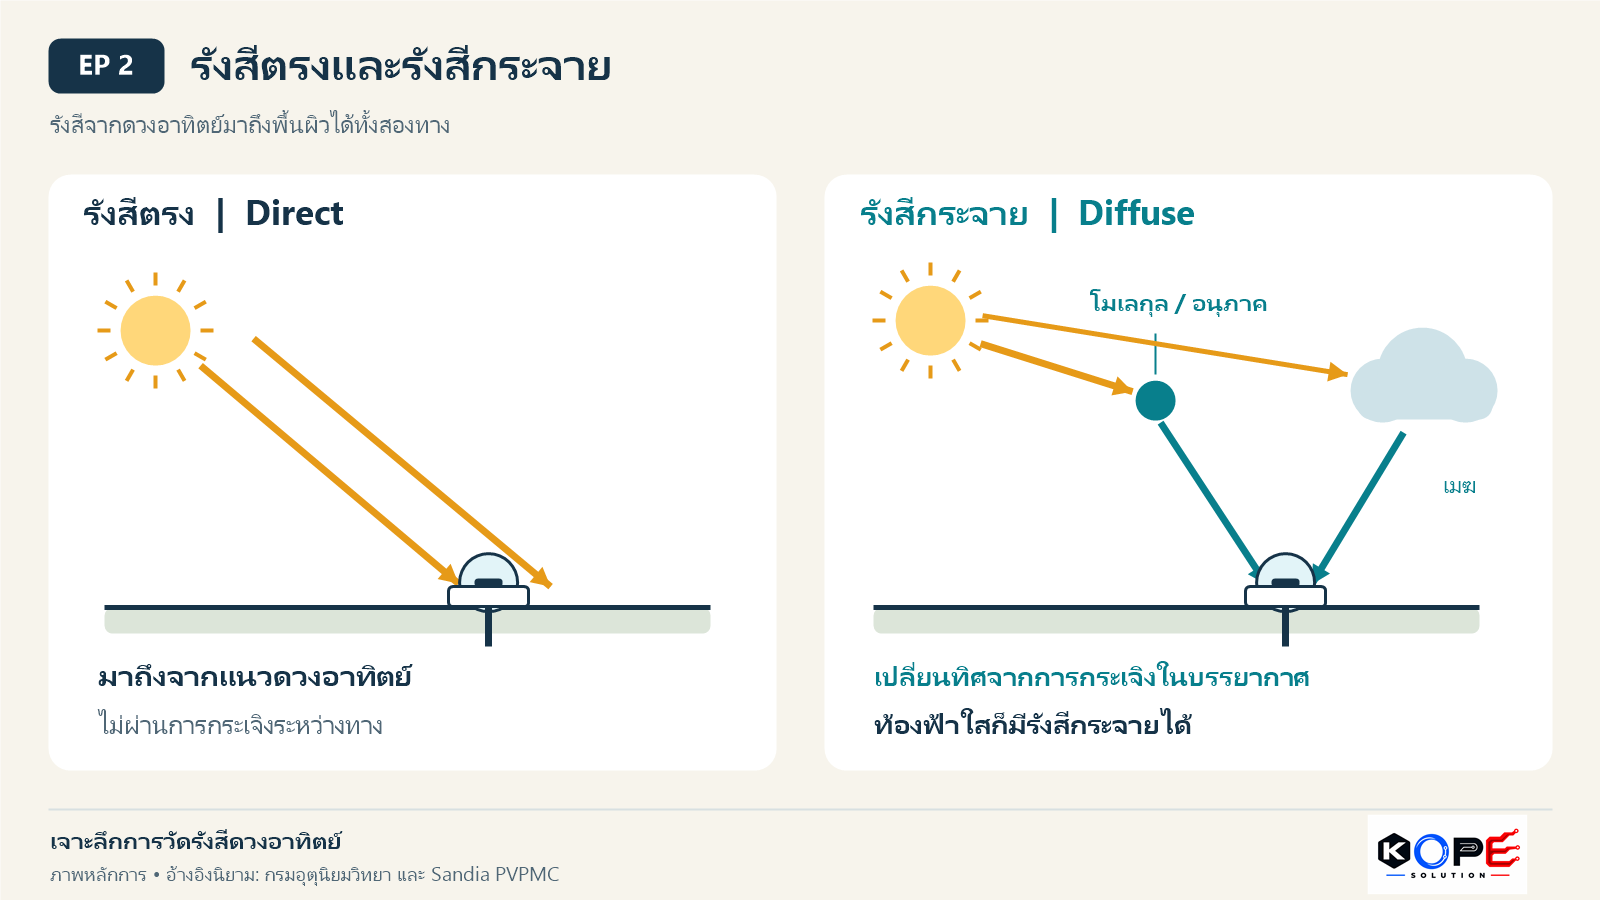 EP 2
รังสีตรงและรังสีกระจาย
รังสีจากดวงอาทิตย์มาถึงพื้นผิวได้ทั้งสองทาง
รังสีตรง | Direct
มาถึงจากแนวดวงอาทิตย์
ไม่ผ่านการกระเจิงระหว่างทาง
รังสีกระจาย | Diffuse
โมเลกุล / อนุภาค
เมฆ
เปลี่ยนทิศจากการกระเจิงในบรรยากาศ
ท้องฟ้าใสก็มีรังสีกระจายได้
เจาะลึกการวัดรังสีดวงอาทิตย์
ภาพหลักการ • อ้างอิงนิยาม: กรมอุตุนิยมวิทยา และ Sandia PVPMC
KOPE
SOLUTION